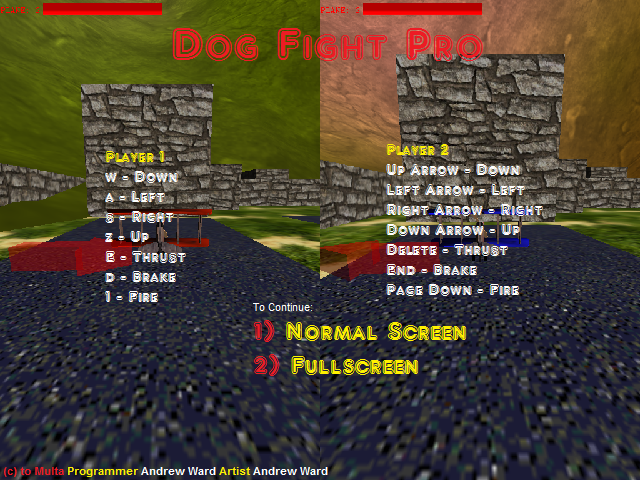 Dog Fight Pro
Player 1
W - Down
A - Left
S - Right
Z - Up
E - Thrust
D - Brake
1 - Fire
Player 2
Up Arrow - Down
Left Arrow - Left
Right Arrow - Right
Down Arrow - Up
Delete - Thrust
End - Brake
Page Down - Fire
To Continue:
1) Normal Screen
2) Fullscreen
(c) Io Multa Programmer Andrew Ward Artist Andrew Ward